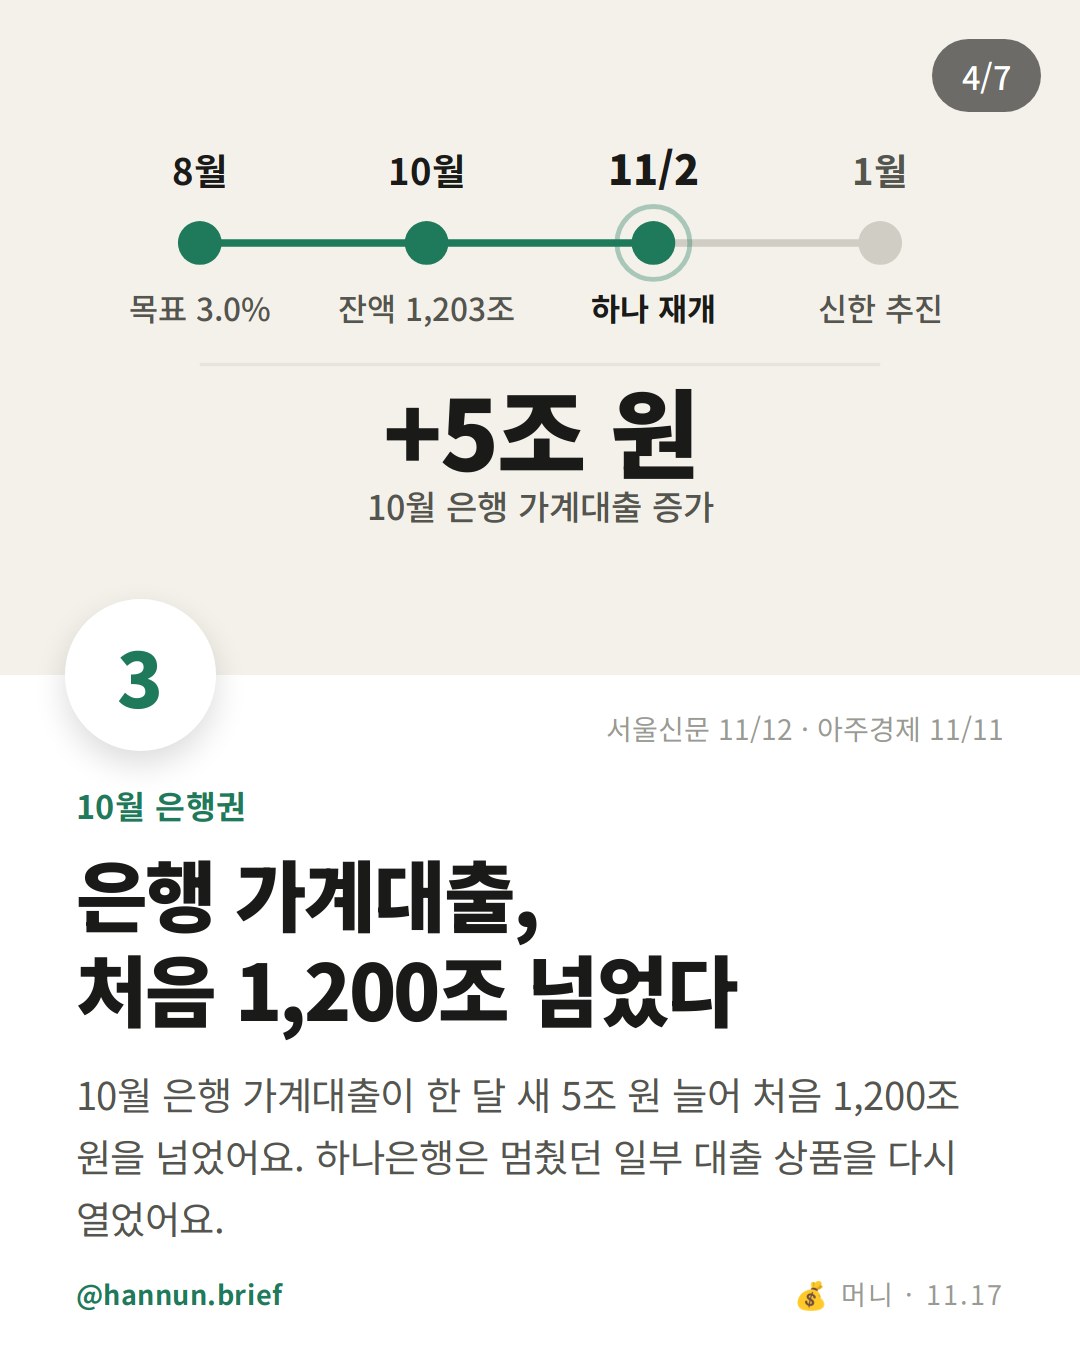 4/7
8월
10월
11/2
1월
목표 3.0%
잔액 1,203조
하나 재개
신한 추진
+5조 원
10월 은행 가계대출 증가
3
서울신문 11/12 · 아주경제 11/11
10월 은행권
은행 가계대출,
처음 1,200조 넘었다
10월 은행 가계대출이 한 달 새 5조 원 늘어 처음 1,200조
원을 넘었어요. 하나은행은 멈췄던 일부 대출 상품을 다시
열었어요.
@hannun.brief
💰 머니 · 11.17